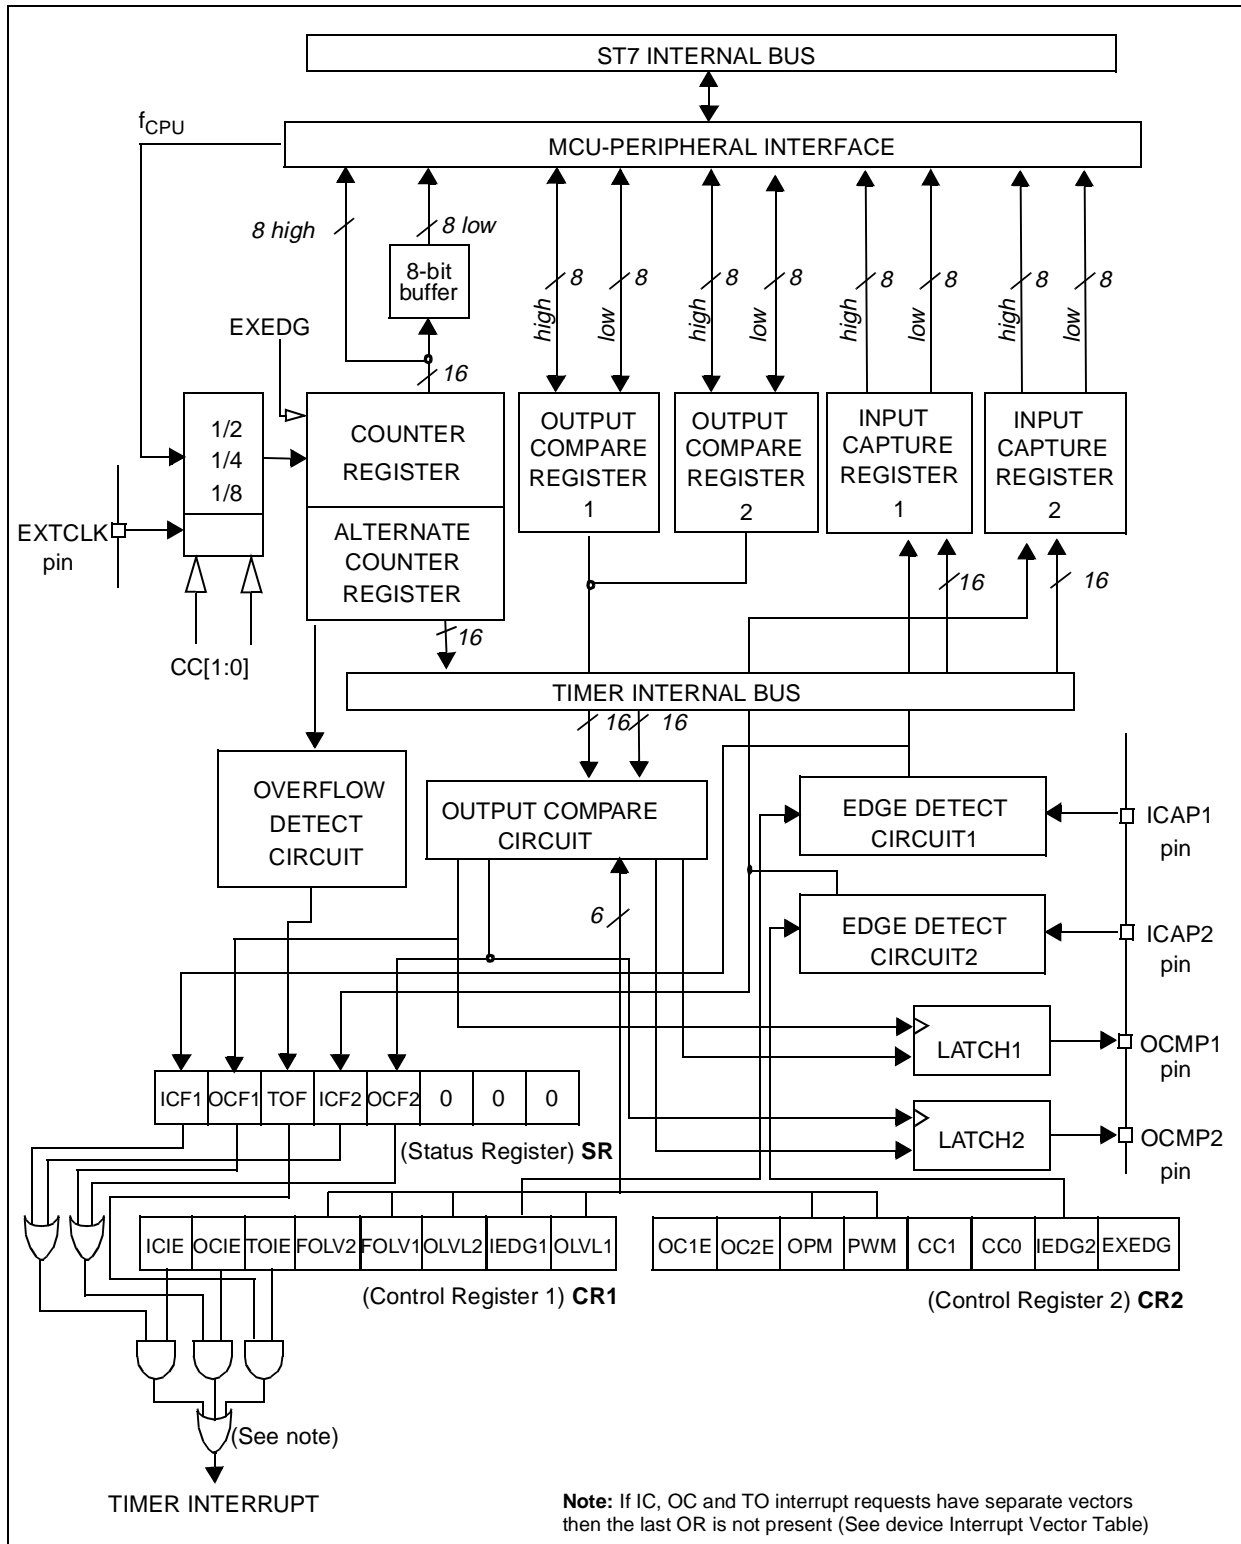 ST7 INTERNAL BUS
fCPU
MCU-PERIPHERAL INTERFACE
8 high
8 low
8-bit
buffer
high
8
low
8
high
8
low
8
high
8
low
8
high
8
low
8
EXEDG
16
1/2
1/4
1/8
COUNTER
REGISTER
ALTERNATE
COUNTER
REGISTER
OUTPUT
COMPARE
REGISTER
1
OUTPUT
COMPARE
REGISTER
2
INPUT
CAPTURE
REGISTER
1
INPUT
CAPTURE
REGISTER
2
EXTCLK
pin
CC[1:0]
16
16
16
TIMER INTERNAL BUS
16
16
OVERFLOW
DETECT
CIRCUIT
OUTPUT COMPARE
CIRCUIT
6
EDGE DETECT
CIRCUIT1
ICAP1
pin
EDGE DETECT
CIRCUIT2
ICAP2
pin
LATCH1
OCMP1
pin
LATCH2
OCMP2
pin
ICF1 OCF1 TOF ICF2 OCF2 0 0 0
(Status Register) SR
ICIE OCIE TOIE FOLV2 FOLV1 OLVL2 IEDG1 OLVL1
(Control Register 1) CR1
OC1E OC2E OPM PWM CC1 CC0 IEDG2 EXEDG
(Control Register 2) CR2
(See note)
TIMER INTERRUPT
Note: If IC, OC and TO interrupt requests have separate vectors
then the last OR is not present (See device Interrupt Vector Table)